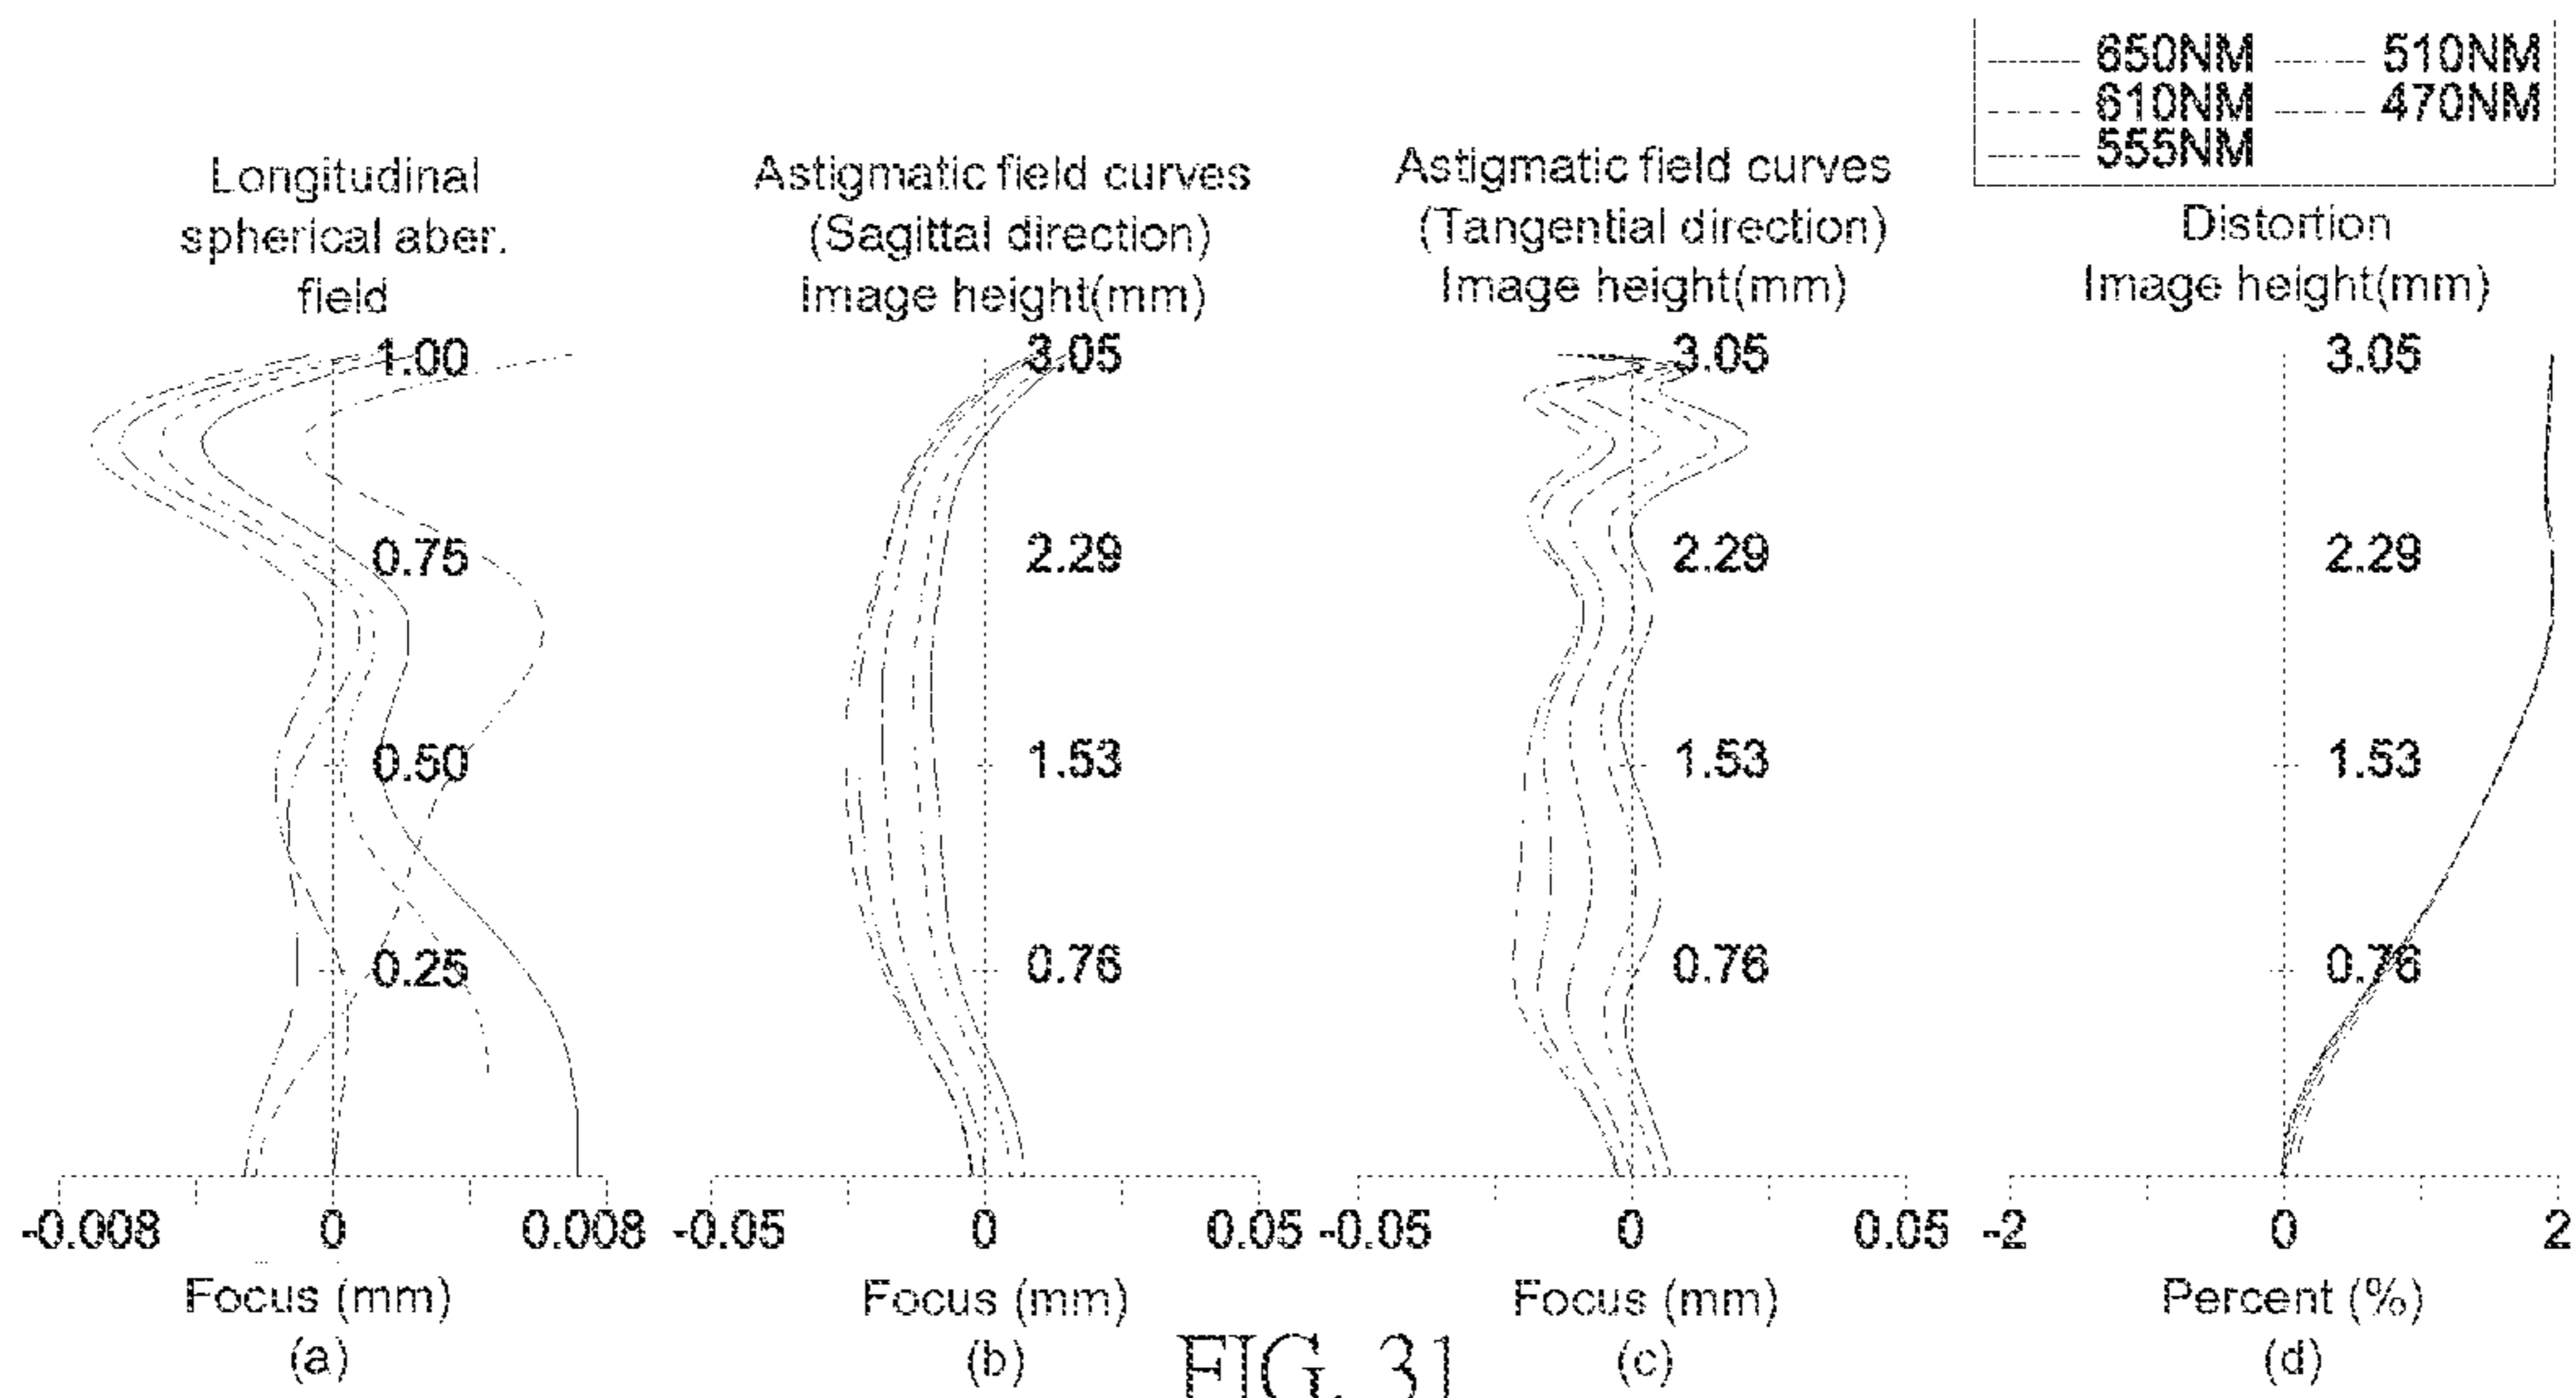 650NM 510NM
610NM 470NM
555NM
Longitudinal
spherical aber.
field
1.00
0.75
0.50
0.25
-0.008 0 0.008
Focus (mm)
(a)
Astigmatic field curves
(Sagittal direction)
Image height(mm)
3.05
2.29
1.53
0.76
-0.05 0 0.05
Focus (mm)
(b)
Astigmatic field curves
(Tangential direction)
Image height(mm)
3.05
2.29
1.53
0.76
-0.05 0 0.05
Focus (mm)
(c)
Distortion
Image height(mm)
3.05
2.29
1.53
0.76
-2 0 2
Percent (%)
(d)
FIG. 31